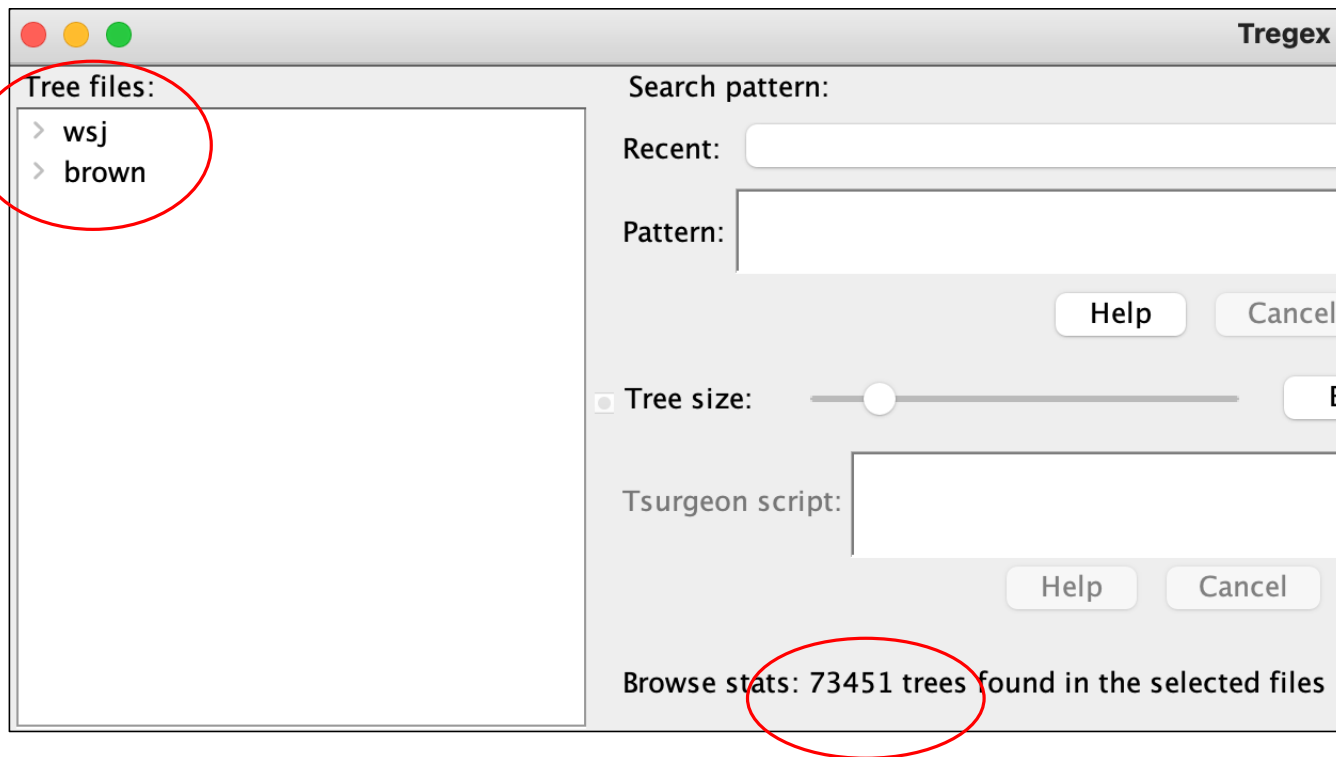 Tregex
Tree files:
wsj
brown
Search pattern:
Recent:
Pattern:
Help
Cancel
Tree size:
Tsurgeon script:
Help
Cancel
Browse stats: 73451 trees found in the selected files